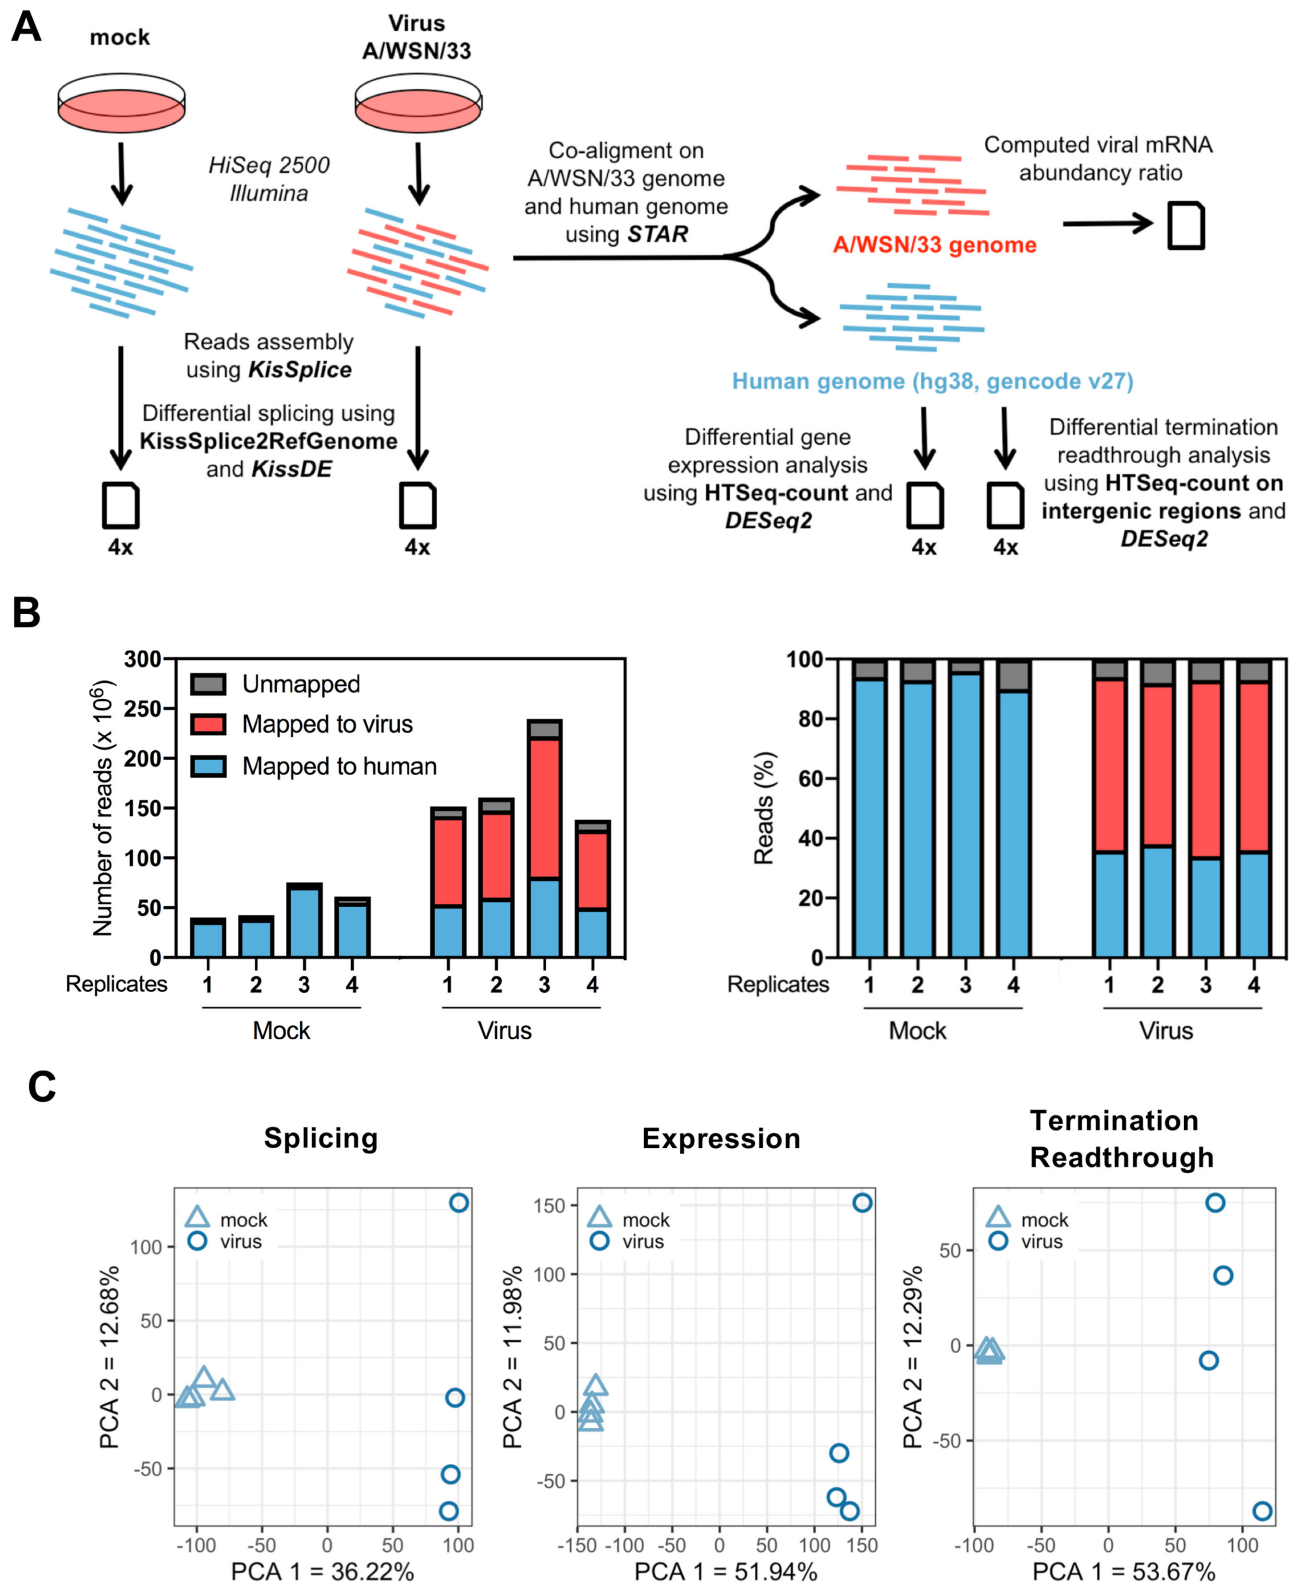 A
mock
Virus
A/WSN/33
HiSeq 2500
Illumina
Co-aligment on
A/WSN/33 genome
and human genome
using STAR
Computed viral mRNA
abundancy ratio
A/WSN/33 genome
Reads assembly
using KisSplice
Human genome (hg38, gencode v27)
Differential splicing using
KissSplice2RefGenome
and KissDE
Differential gene
expression analysis
using HTSeq-count and
DESeq2
Differential termination
readthrough analysis
using HTSeq-count on
intergenic regions and
DESeq2
4x
4x
4x
4x
B
Number of reads (x 10⁶)
300
250
200
150
100
50
0
Unmapped
Mapped to virus
Mapped to human
Replicates 1 2 3 4 1 2 3 4
Mock Virus
Reads (%)
100
80
60
40
20
0
Replicates 1 2 3 4 1 2 3 4
Mock Virus
C
Splicing
mock
virus
PCA 2 = 12.68%
100
50
0
-50
-100 -50 0 50 100
PCA 1 = 36.22%
Expression
mock
virus
PCA 2 = 11.98%
150
100
50
0
-50
-150 -100 -50 0 50 100 150
PCA 1 = 51.94%
Termination
Readthrough
mock
virus
PCA 2 = 12.29%
50
0
-50
-100 -50 0 50 100
PCA 1 = 53.67%